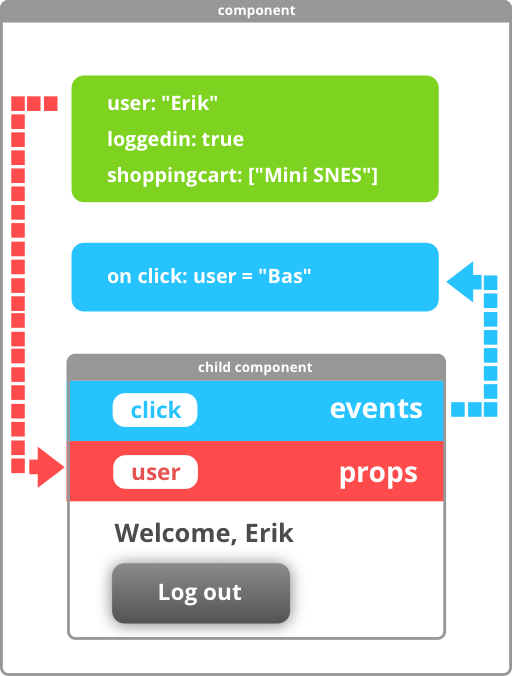 component
user: "Erik"
loggedin: true
shoppingcart: ["Mini SNES"]
on click: user = "Bas"
child component
click events
user props
Welcome, Erik
Log out